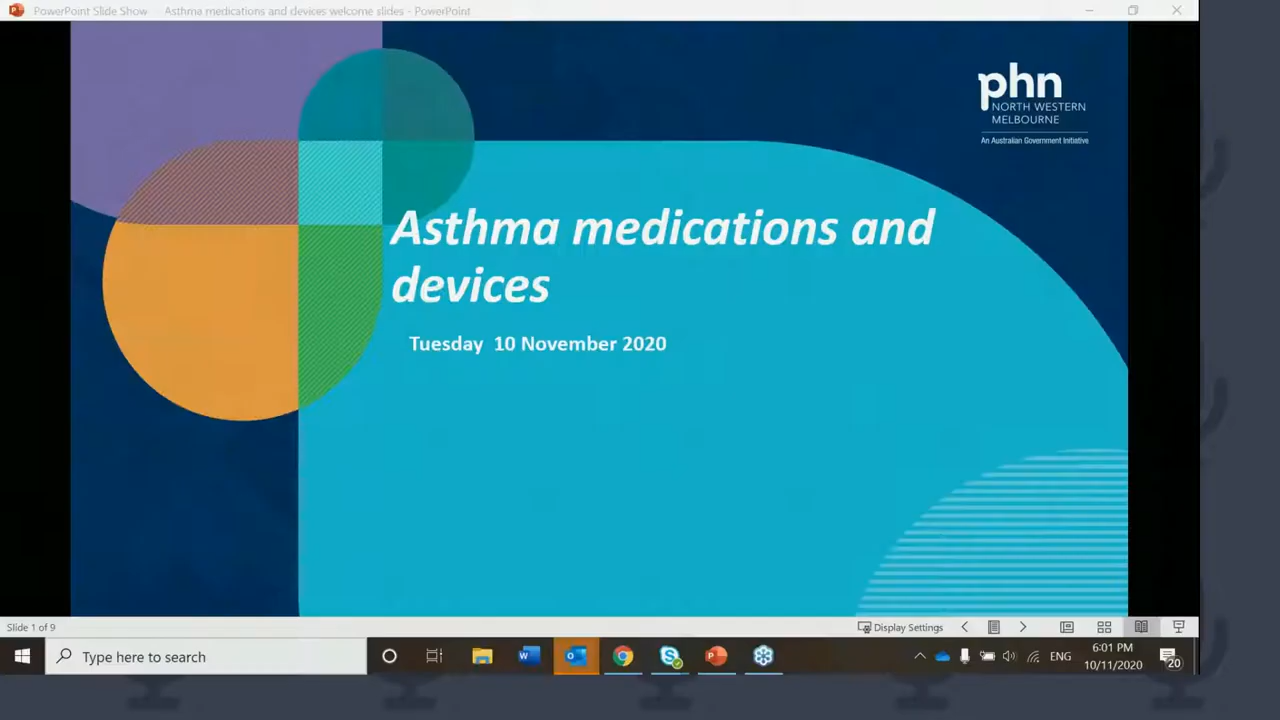 PowerPoint Slide Show
Asthma medications and devices welcome slides - PowerPoint
phn
NORTH WESTERN
MELBOURNE
An Australian Government Initiative
Asthma medications and
devices
Tuesday 10 November 2020
Slide 1 of 9
Display Settings
Type here to search
ENG
6:01 PM
10/11/2020
20